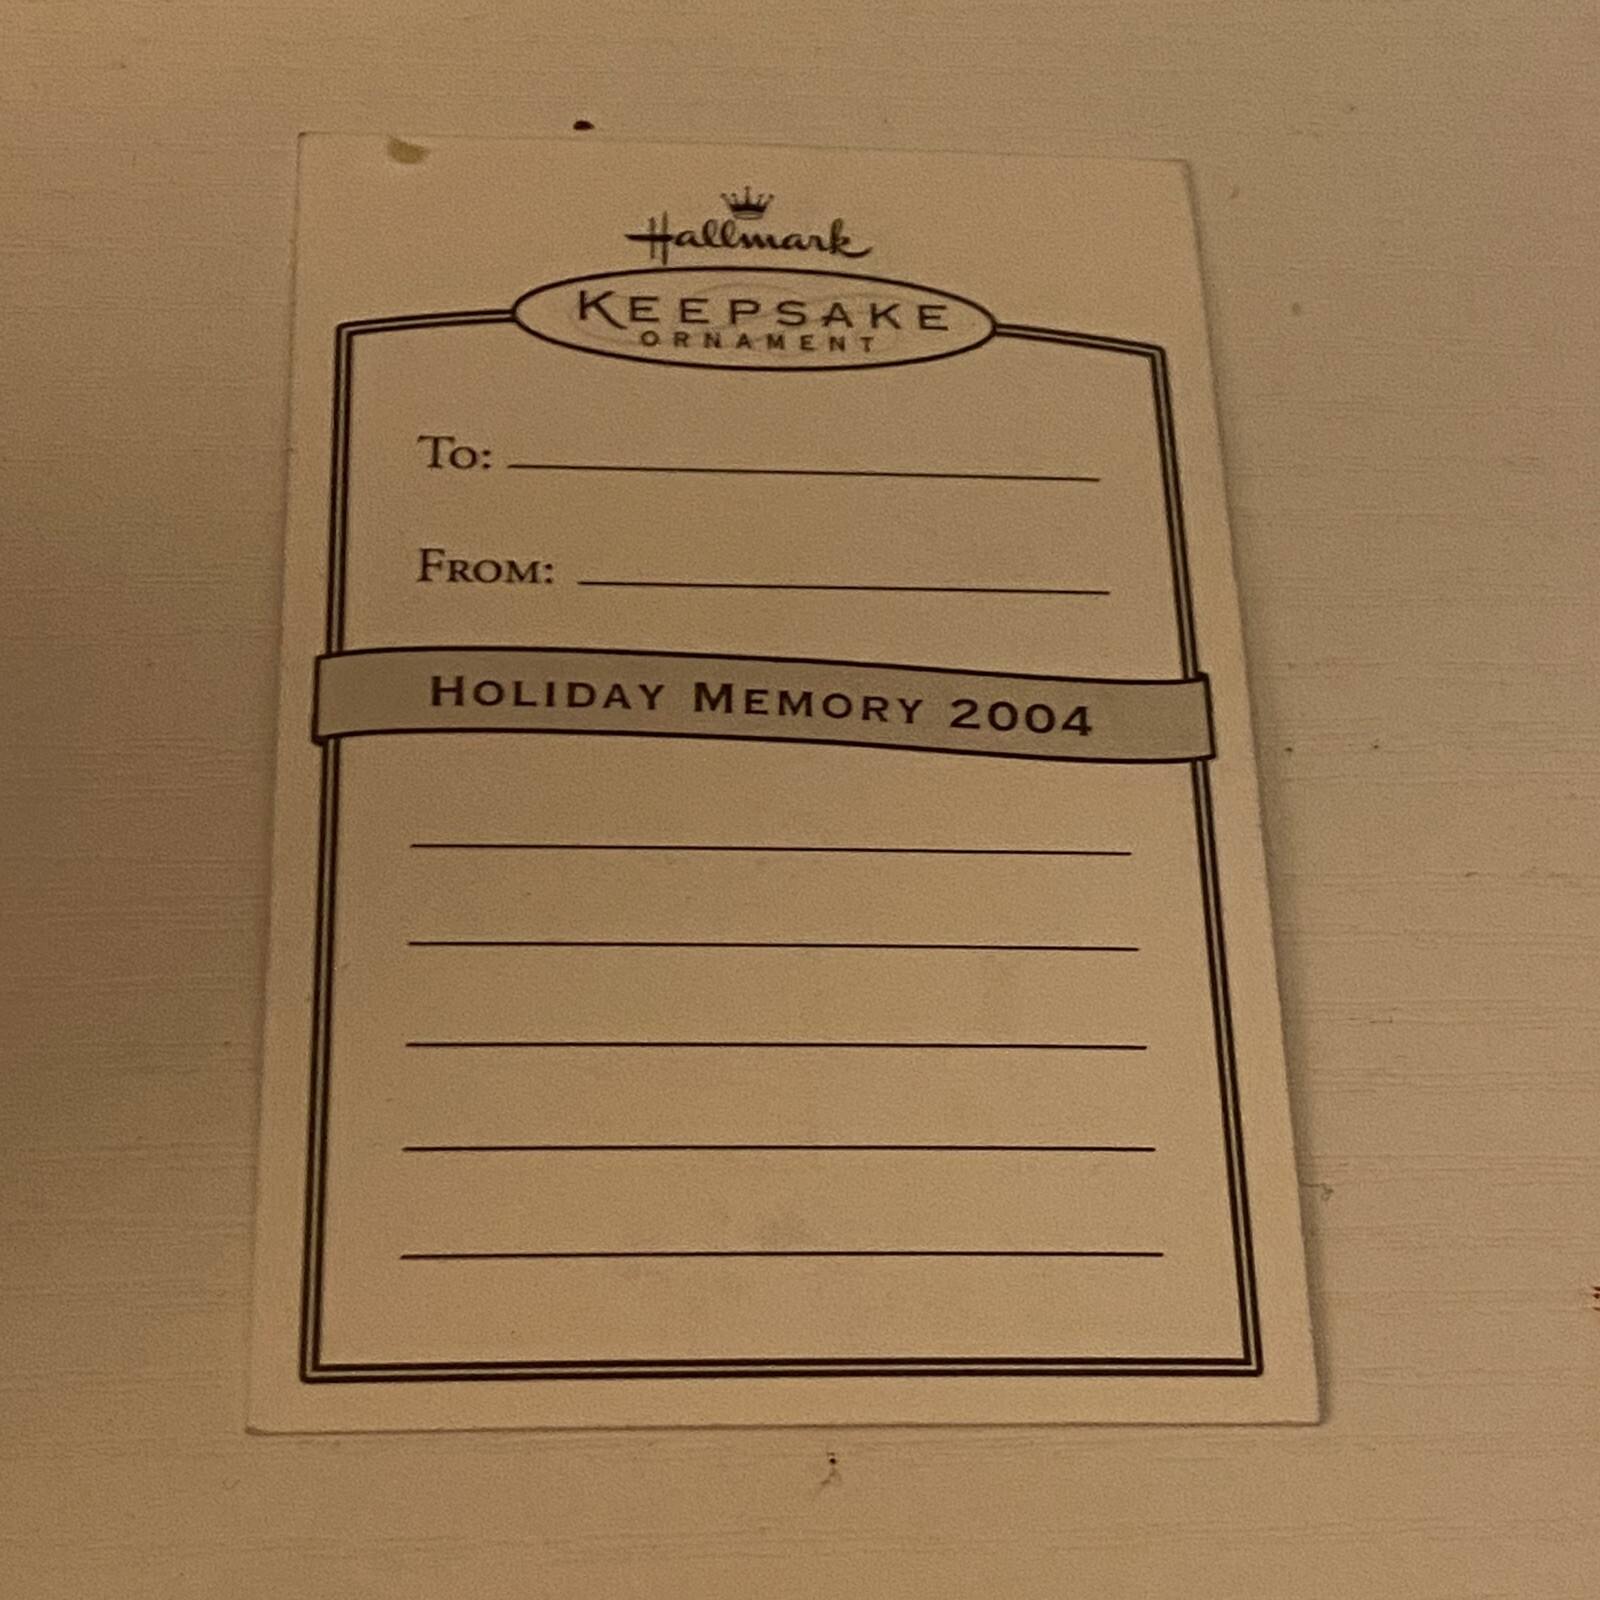 Hallmark
KEEPSAKE
ORNAMENT
TO:
FROM:
HOLIDAY MEMORY 2004